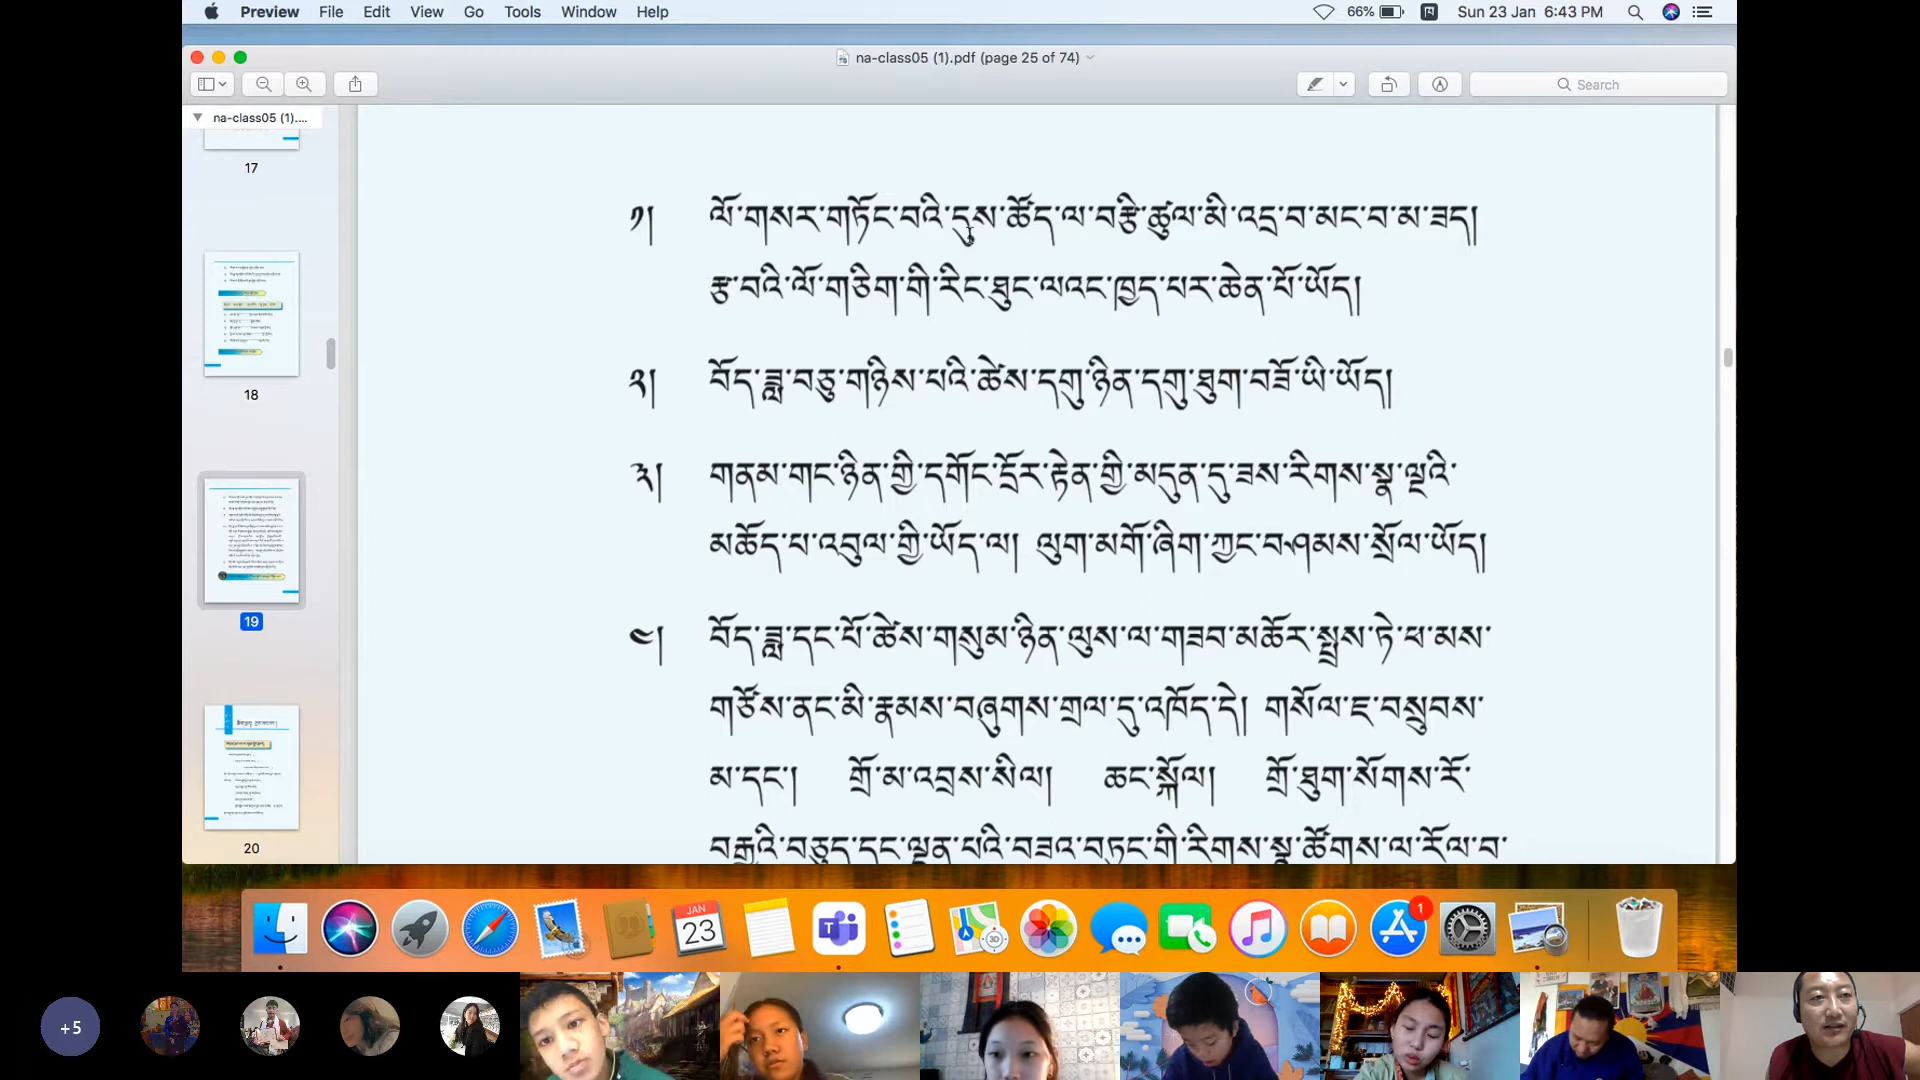 Preview File Edit View Go Tools Window Help 66% Sun 23 Jan 6:43 PM
na-class05 (1).pdf (page 25 of 74)
Search
na-class05 (1)....
17
18
19
20
༡། ལོ་གསར་གཏོང་བའི་དུས་ཚོད་ལ་བརྩི་ཚུལ་མི་འདྲ་བ་མང་བ་མ་ཟད།
རྩ་བའི་ལོ་གཅིག་གི་རིང་ཐུང་ལའང་ཁྱད་པར་ཆེན་པོ་ཡོད།
༢། བོད་ཟླ་བཅུ་གཉིས་པའི་ཚེས་དགུ་ཉིན་དགུ་ཐུག་བཟོ་ཡི་ཡོད།
༣། གནམ་གང་ཉིན་གྱི་དགོང་དྲོར་རྟེན་གྱི་མདུན་དུ་ཟས་རིགས་སྣ་ལྔའི་
མཆོད་པ་འབུལ་གྱི་ཡོད་ལ། ལུག་མགོ་ཞིག་ཀྱང་བཤམས་སྲོལ་ཡོད།
༤། བོད་ཟླ་དང་པོ་ཚེས་གསུམ་ཉིན་ལུས་ལ་གཟབ་མཆོར་སྤྲས་ཏེ་ཕ་མས་
གཙོས་ནང་མི་རྣམས་བཞུགས་གྲལ་དུ་འཁོད་དེ། གསོལ་ཇ་བསྲུབས་
མ་དང་། གྲོ་མ་འབྲས་སིལ། ཆང་སྐོལ། གྲོ་ཐུག་སོགས་རོ་
བརྒྱའི་བཅུད་དང་ལྡན་པའི་བཟའ་བཏུང་གི་རིགས་སྣ་ཚོགས་ལ་རོལ་བ་
JAN
23
3D
1
+5